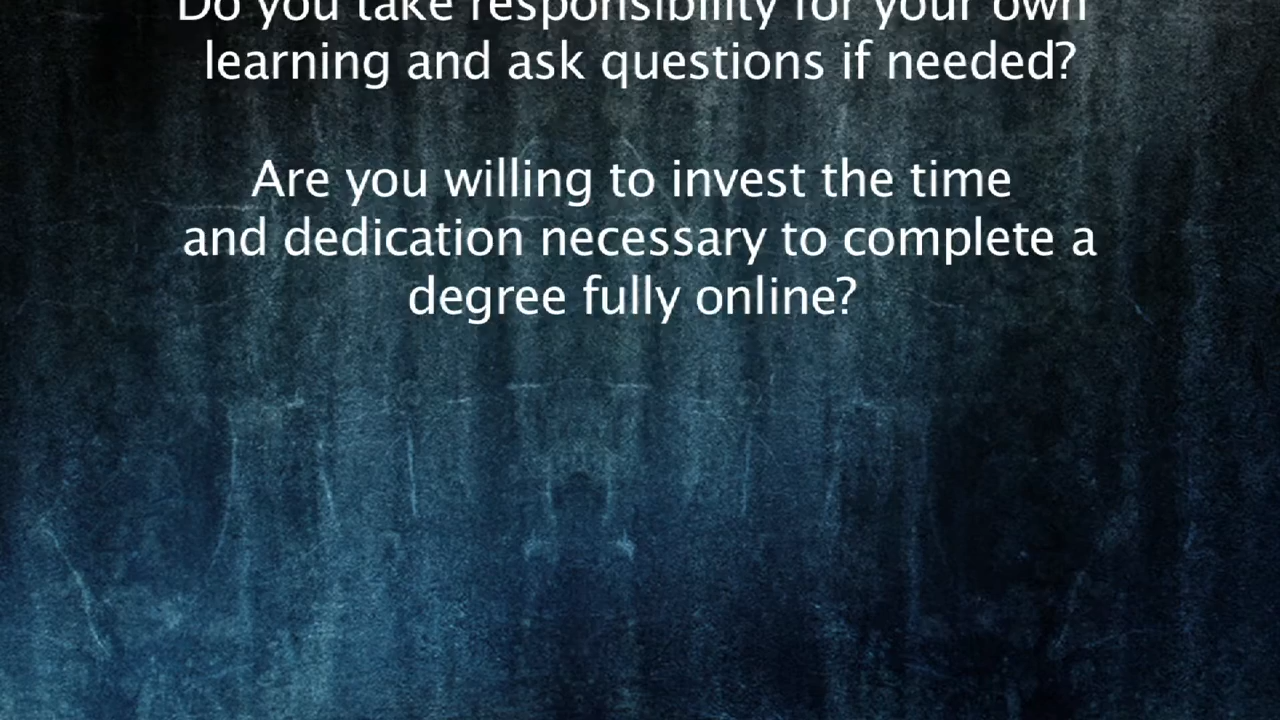 Do you take responsibility for your own
learning and ask questions if needed?
Are you willing to invest the time
and dedication necessary to complete a
degree fully online?